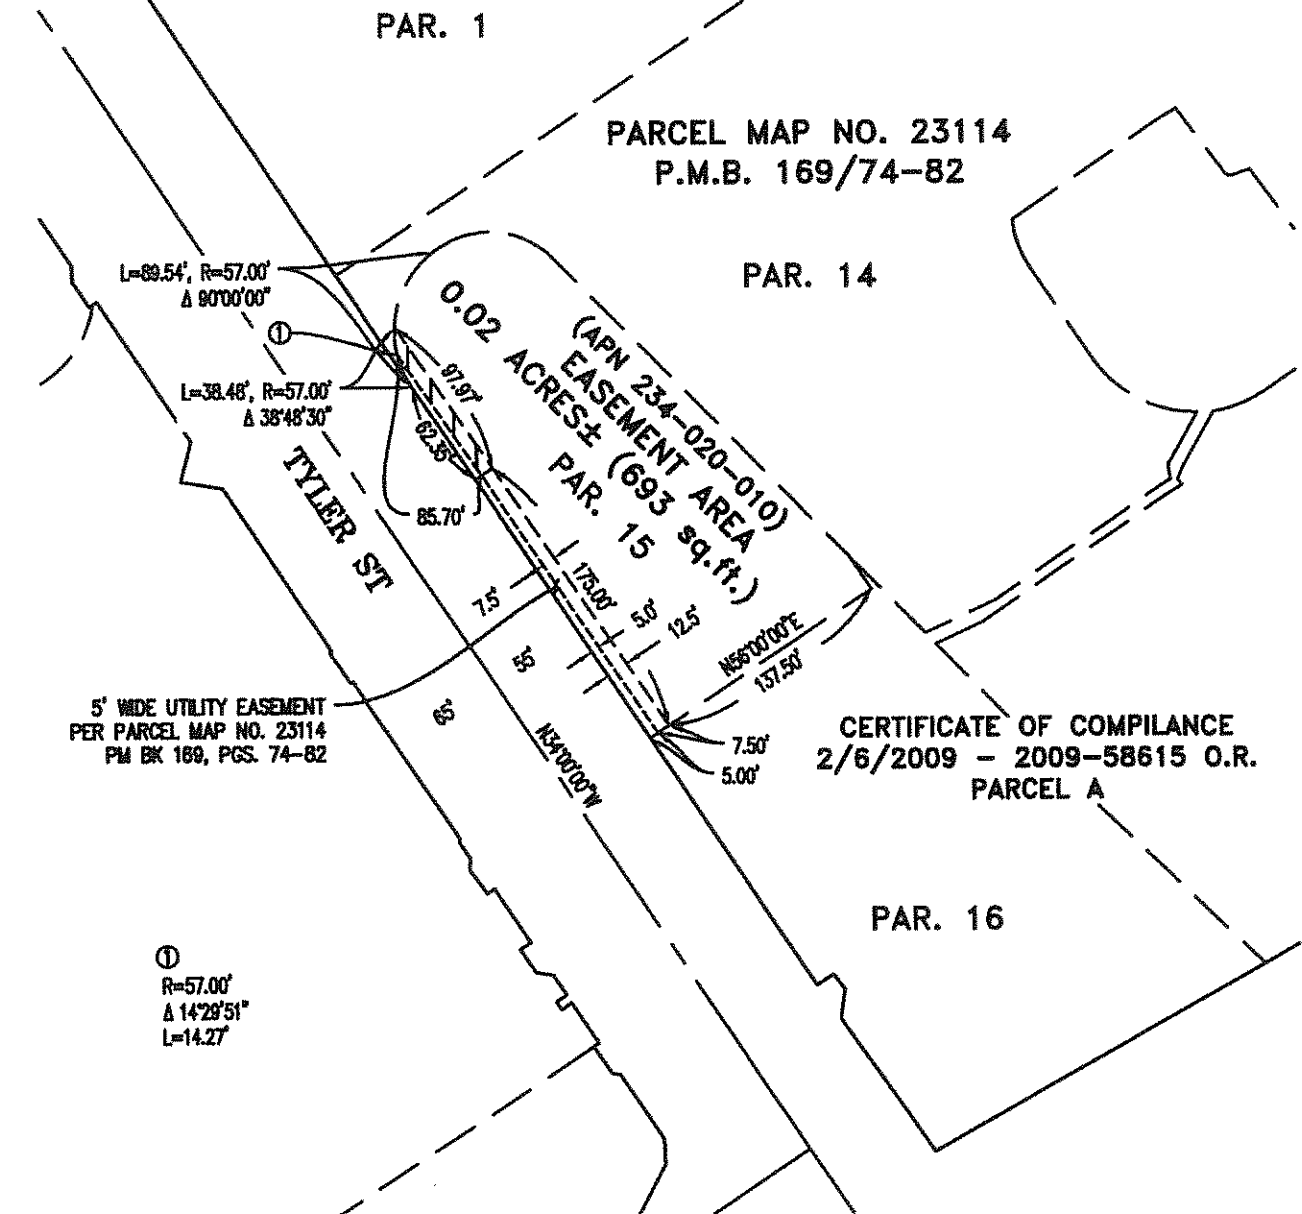 PAR. 1
PARCEL MAP NO. 23114
P.M.B. 169/74-82
PAR. 14
L=89.54', R=57.00'
Δ 90°00'00"
①
L=38.48', R=57.00'
Δ 38°48'30"
TYLER ST
0.02 ACRES± (693 sq.ft.)
(APN 234-020-010)
EASEMENT AREA
PAR. 15
97.97'
62.35'
85.70'
7.5'
175.00'
5.0'
12.5'
55'
65'
N56°00'00"E
137.50'
N34°00'00"W
7.50'
5.00'
5' WIDE UTILITY EASEMENT
PER PARCEL MAP NO. 23114
PM BK 169, PGS. 74-82
CERTIFICATE OF COMPILANCE
2/6/2009 - 2009-58615 O.R.
PARCEL A
PAR. 16
①
R=57.00'
Δ 14°29'51"
L=14.27'